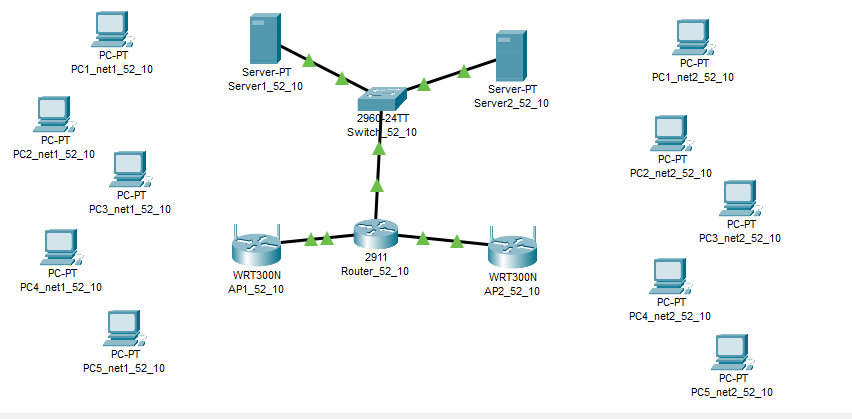 PC-PT
PC1_net1_52_10
Server-PT
Server1_52_10
Server-PT
Server2_52_10
PC-PT
PC1_net2_52_10
2960-24TT
Switch_52_10
PC-PT
PC2_net1_52_10
PC-PT
PC2_net2_52_10
PC-PT
PC3_net1_52_10
PC-PT
PC3_net2_52_10
2911
Router_52_10
WRT300N
AP1_52_10
WRT300N
AP2_52_10
PC-PT
PC4_net1_52_10
PC-PT
PC4_net2_52_10
PC-PT
PC5_net1_52_10
PC-PT
PC5_net2_52_10